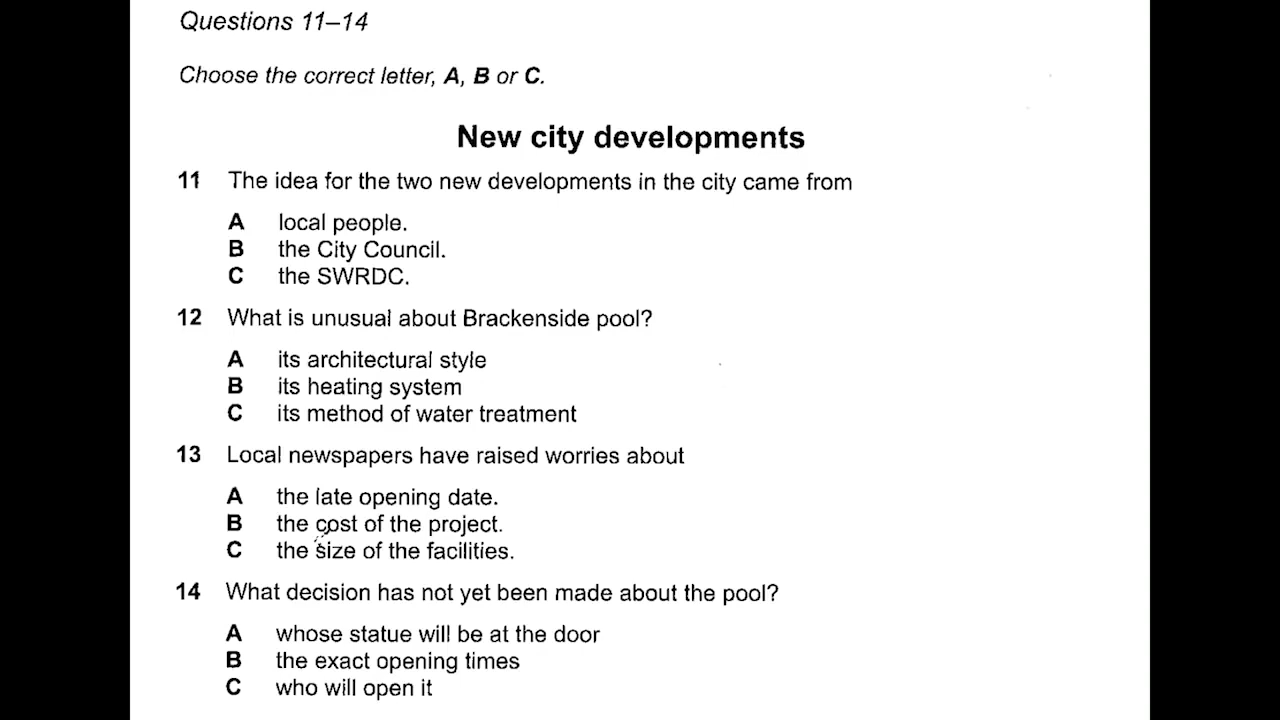 Questions 11–14
Choose the correct letter, A, B or C.
New city developments
11 The idea for the two new developments in the city came from
A local people.
B the City Council.
C the SWRDC.
12 What is unusual about Brackenside pool?
A its architectural style
B its heating system
C its method of water treatment
13 Local newspapers have raised worries about
A the late opening date.
B the cost of the project.
C the size of the facilities.
14 What decision has not yet been made about the pool?
A whose statue will be at the door
B the exact opening times
C who will open it